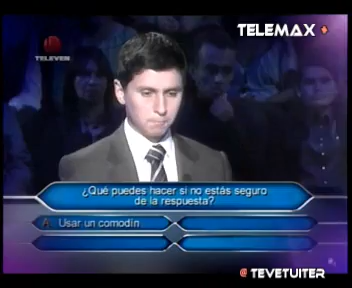 TELEMAX
TELEVEN
¿Qué puedes hacer si no estás seguro
de la respuesta?
A. Usar un comodín
@TEVETUITER